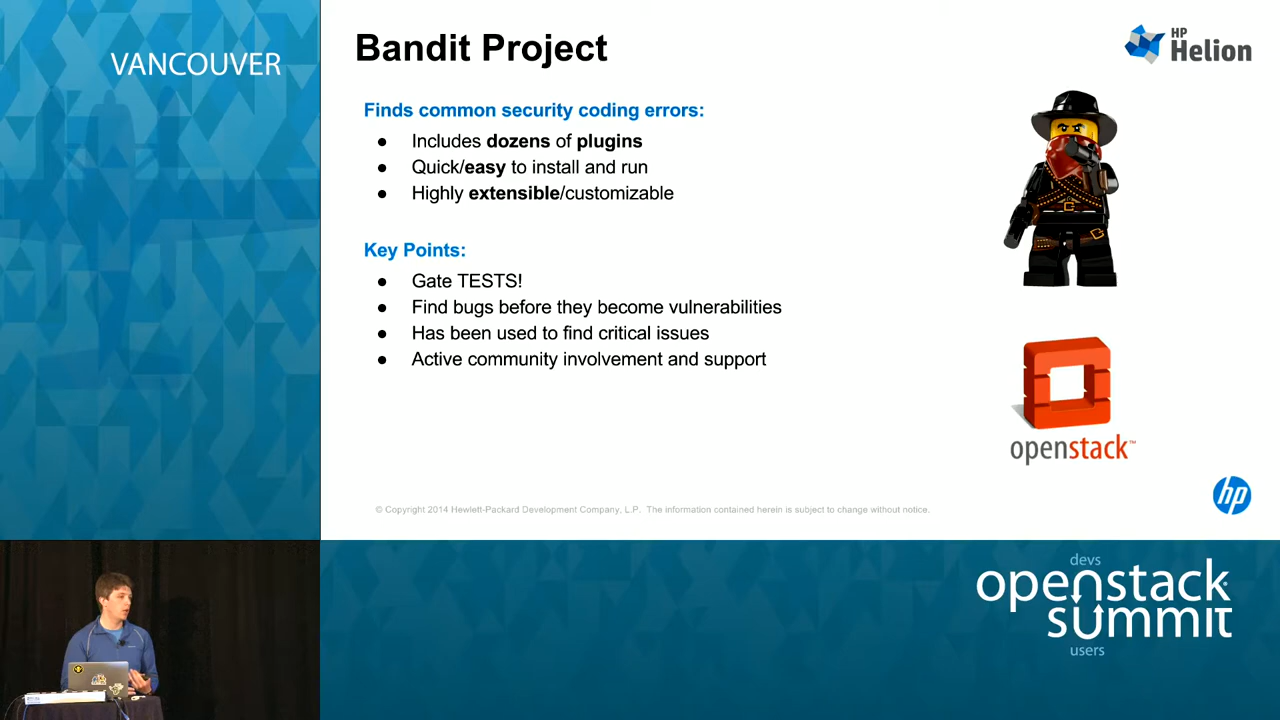 VANCOUVER
Bandit Project
HP
Helion
Finds common security coding errors:
● Includes dozens of plugins
● Quick/easy to install and run
● Highly extensible/customizable
Key Points:
● Gate TESTS!
● Find bugs before they become vulnerabilities
● Has been used to find critical issues
● Active community involvement and support
openstack™
hp
© Copyright 2014 Hewlett-Packard Development Company, L.P. The information contained herein is subject to change without notice.
devs
openstack
summit
users